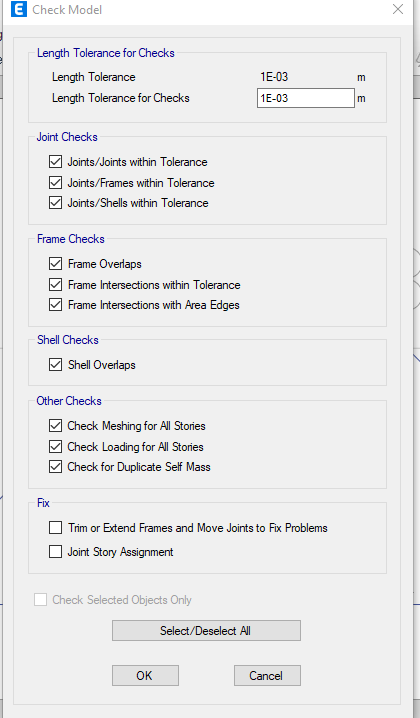 E Check Model
Length Tolerance for Checks
Length Tolerance 1E-03 m
Length Tolerance for Checks 1E-03 m
Joint Checks
Joints/Joints within Tolerance
Joints/Frames within Tolerance
Joints/Shells within Tolerance
Frame Checks
Frame Overlaps
Frame Intersections within Tolerance
Frame Intersections with Area Edges
Shell Checks
Shell Overlaps
Other Checks
Check Meshing for All Stories
Check Loading for All Stories
Check for Duplicate Self Mass
Fix
Trim or Extend Frames and Move Joints to Fix Problems
Joint Story Assignment
Check Selected Objects Only
Select/Deselect All
OK Cancel